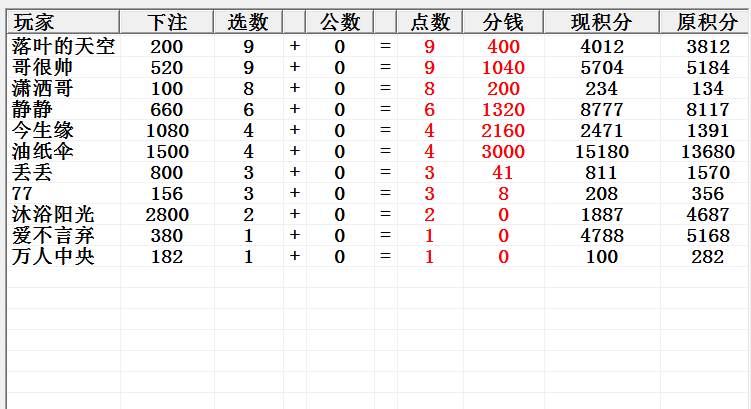 玩家 下注 选数 公数 点数 分钱 现积分 原积分
落叶的天空 200 9 + 0 = 9 400 4012 3812
哥很帅 520 9 + 0 = 9 1040 5704 5184
潇洒哥 100 8 + 0 = 8 200 234 134
静静 660 6 + 0 = 6 1320 8777 8117
今生缘 1080 4 + 0 = 4 2160 2471 1391
油纸伞 1500 4 + 0 = 4 3000 15180 13680
丢丢 800 3 + 0 = 3 41 811 1570
77 156 3 + 0 = 3 8 208 356
沐浴阳光 2800 2 + 0 = 2 0 1887 4687
爱不言弃 380 1 + 0 = 1 0 4788 5168
万人中央 182 1 + 0 = 1 0 100 282